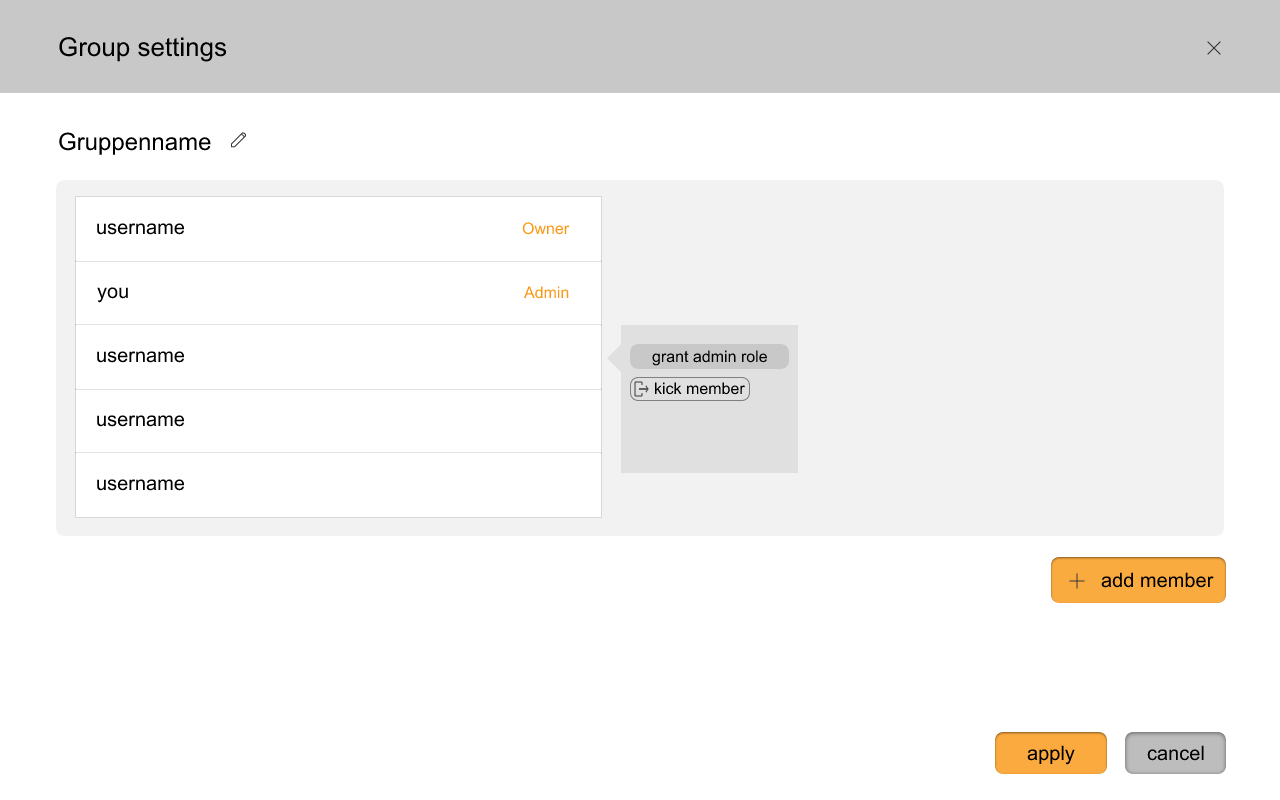 Group settings
Gruppenname
username Owner
you Admin
username
grant admin role
kick member
username
username
add member
apply cancel